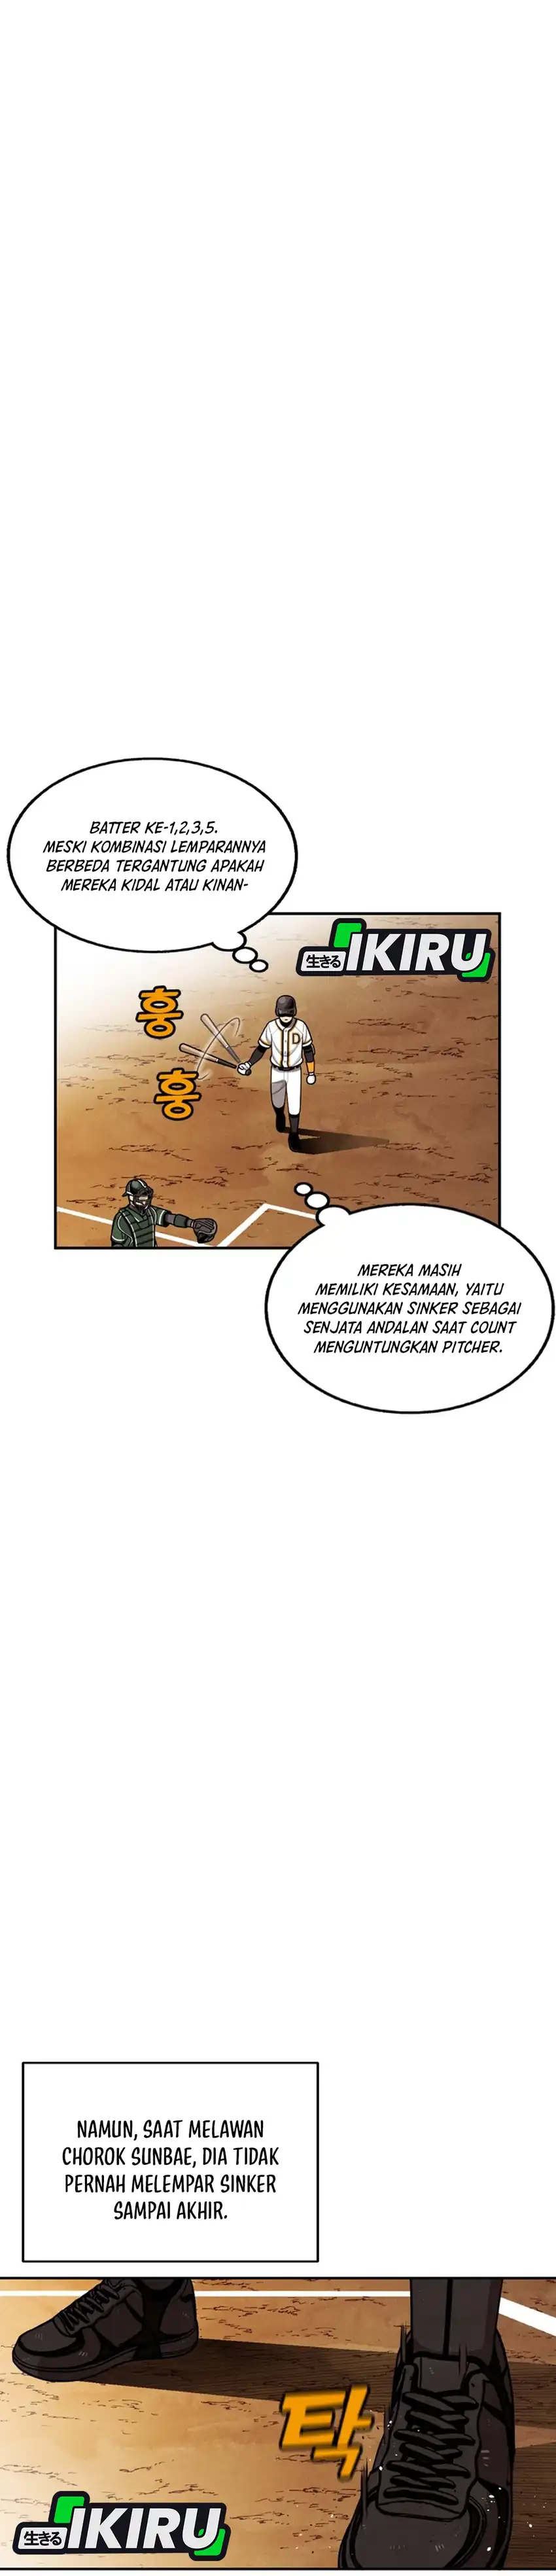 BATTER KE-1,2,3,5.
MESKI KOMBINASI LEMPARANNYA
BERBEDA TERGANTUNG APAKAH
MEREKA KIDAL ATAU KINAN-
生きる IKIRU
훙
훙
MEREKA MASIH
MEMILIKI KESAMAAN, YAITU
MENGGUNAKAN SINKER SEBAGAI
SENJATA ANDALAN SAAT COUNT
MENGUNTUNGKAN PITCHER.
NAMUN, SAAT MELAWAN
CHOROK SUNBAE, DIA TIDAK
PERNAH MELEMPAR SINKER
SAMPAI AKHIR.
탁
生きる IKIRU